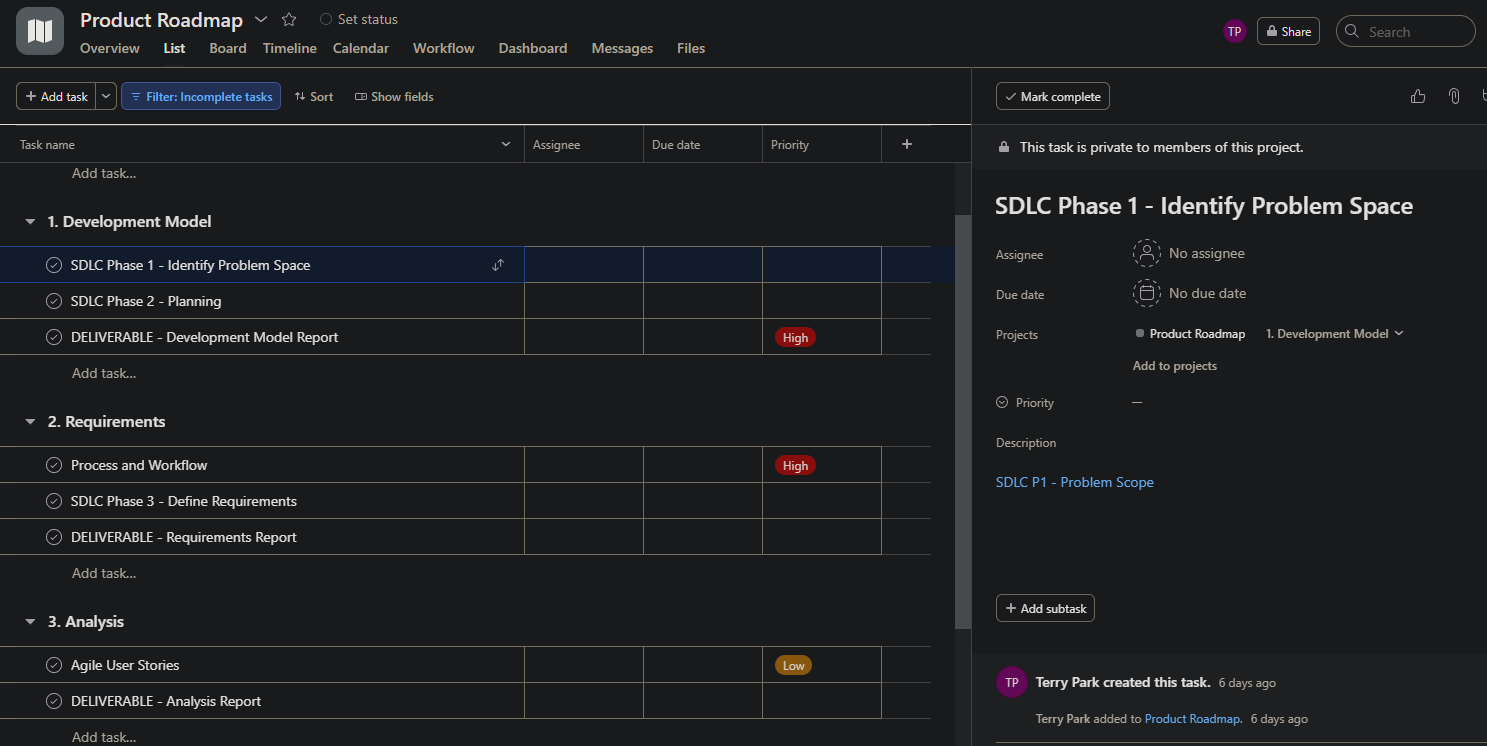 Product Roadmap
Set status
Overview List Board Timeline Calendar Workflow Dashboard Messages Files
TP
Share
Search
+ Add task
Filter: Incomplete tasks
Sort
Show fields
Task name Assignee Due date Priority +
Add task...
1. Development Model
SDLC Phase 1 - Identify Problem Space
SDLC Phase 2 - Planning
DELIVERABLE - Development Model Report High
Add task...
2. Requirements
Process and Workflow High
SDLC Phase 3 - Define Requirements
DELIVERABLE - Requirements Report
Add task...
3. Analysis
Agile User Stories Low
DELIVERABLE - Analysis Report
Add task...
Mark complete
This task is private to members of this project.
SDLC Phase 1 - Identify Problem Space
Assignee No assignee
Due date No due date
Projects Product Roadmap 1. Development Model
Add to projects
Priority —
Description
SDLC P1 - Problem Scope
+ Add subtask
TP Terry Park created this task. 6 days ago
Terry Park added to Product Roadmap. 6 days ago